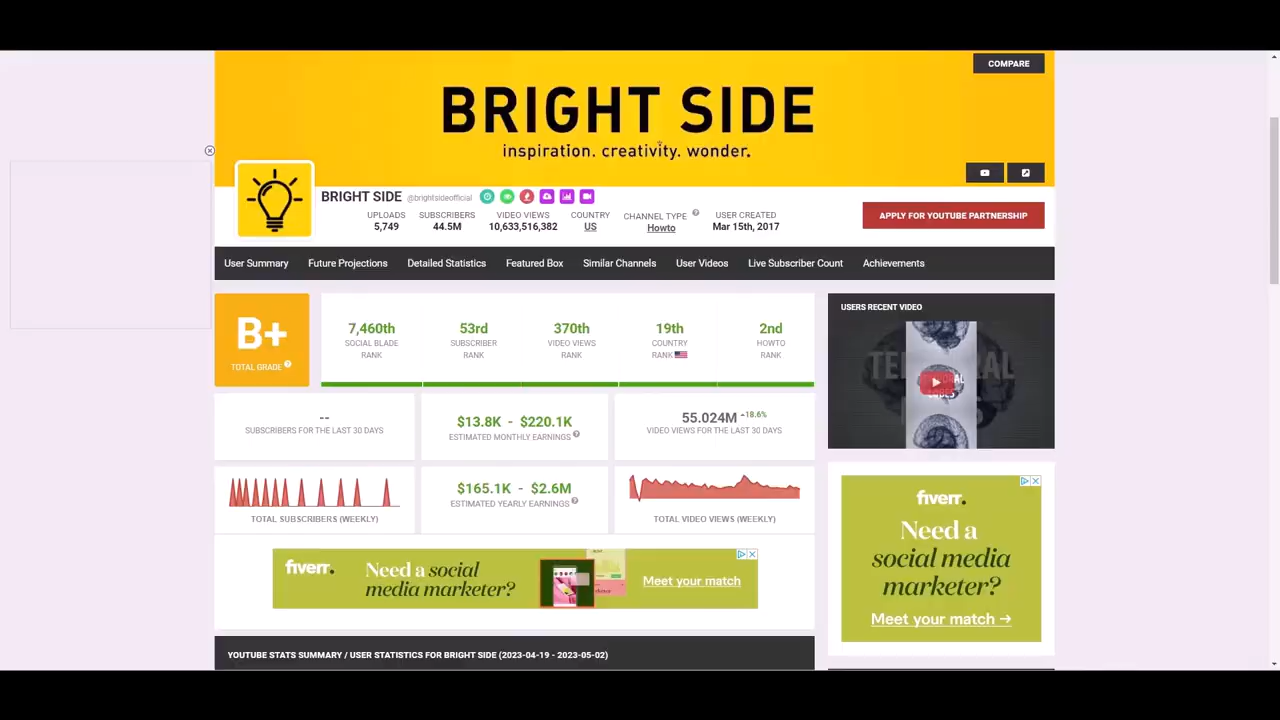 COMPARE
BRIGHT SIDE
inspiration. creativity. wonder.
BRIGHT SIDE @brightsideofficial
UPLOADS SUBSCRIBERS VIDEO VIEWS COUNTRY CHANNEL TYPE USER CREATED
5,749 44.5M 10,633,516,382 US Howto Mar 15th, 2017
APPLY FOR YOUTUBE PARTNERSHIP
User Summary Future Projections Detailed Statistics Featured Box Similar Channels User Videos Live Subscriber Count Achievements
B+
TOTAL GRADE
7,460th 53rd 370th 19th 2nd
SOCIAL BLADE SUBSCRIBER VIDEO VIEWS COUNTRY HOWTO
RANK RANK RANK RANK RANK
USERS RECENT VIDEO
--
SUBSCRIBERS FOR THE LAST 30 DAYS
$13.8K - $220.1K
ESTIMATED MONTHLY EARNINGS
55.024M 18.6%
VIDEO VIEWS FOR THE LAST 30 DAYS
TOTAL SUBSCRIBERS (WEEKLY)
$165.1K - $2.6M
ESTIMATED YEARLY EARNINGS
TOTAL VIDEO VIEWS (WEEKLY)
fiverr.
Need a social
media marketer?
Meet your match
fiverr.
Need a
social media
marketer?
Meet your match →
YOUTUBE STATS SUMMARY / USER STATISTICS FOR BRIGHT SIDE (2023-04-19 - 2023-05-02)